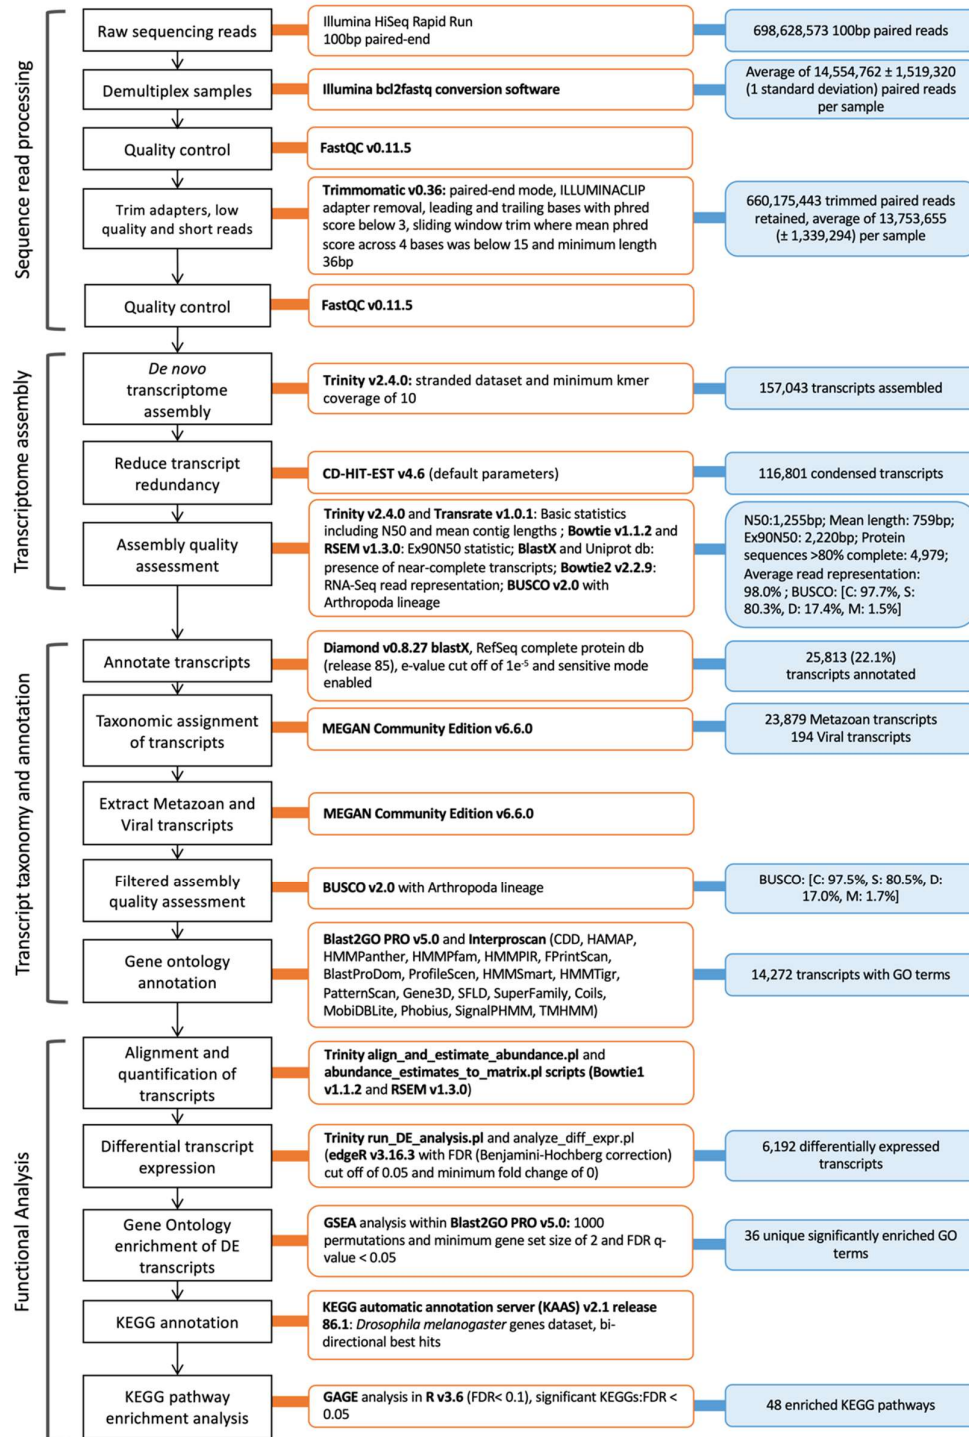 Sequence read processing
Raw sequencing reads
Illumina HiSeq Rapid Run
100bp paired-end
698,628,573 100bp paired reads
Demultiplex samples
Illumina bcl2fastq conversion software
Average of 14,554,762 ± 1,519,320
(1 standard deviation) paired reads
per sample
Quality control
FastQC v0.11.5
Trim adapters, low
quality and short reads
Trimmomatic v0.36: paired-end mode, ILLUMINACLIP
adapter removal, leading and trailing bases with phred
score below 3, sliding window trim where mean phred
score across 4 bases was below 15 and minimum length
36bp
660,175,443 trimmed paired reads
retained, average of 13,753,655
(± 1,339,294) per sample
Quality control
FastQC v0.11.5
Transcriptome assembly
De novo
transcriptome
assembly
Trinity v2.4.0: stranded dataset and minimum kmer
coverage of 10
157,043 transcripts assembled
Reduce transcript
redundancy
CD-HIT-EST v4.6 (default parameters)
116,801 condensed transcripts
Assembly quality
assessment
Trinity v2.4.0 and Transrate v1.0.1: Basic statistics
including N50 and mean contig lengths ; Bowtie v1.1.2 and
RSEM v1.3.0: Ex90N50 statistic; BlastX and Uniprot db:
presence of near-complete transcripts; Bowtie2 v2.2.9:
RNA-Seq read representation; BUSCO v2.0 with
Arthropoda lineage
N50:1,255bp; Mean length: 759bp;
Ex90N50: 2,220bp; Protein
sequences >80% complete: 4,979;
Average read representation:
98.0% ; BUSCO: [C: 97.7%, S:
80.3%, D: 17.4%, M: 1.5%]
Transcript taxonomy and annotation
Annotate transcripts
Diamond v0.8.27 blastX, RefSeq complete protein db
(release 85), e-value cut off of 1e-5 and sensitive mode
enabled
25,813 (22.1%)
transcripts annotated
Taxonomic assignment
of transcripts
MEGAN Community Edition v6.6.0
23,879 Metazoan transcripts
194 Viral transcripts
Extract Metazoan and
Viral transcripts
MEGAN Community Edition v6.6.0
Filtered assembly
quality assessment
BUSCO v2.0 with Arthropoda lineage
BUSCO: [C: 97.5%, S: 80.5%, D:
17.0%, M: 1.7%]
Gene ontology
annotation
Blast2GO PRO v5.0 and Interproscan (CDD, HAMAP,
HMMPanther, HMMPfam, HMMPIR, FPrintScan,
BlastProDom, ProfileScen, HMMSmart, HMMTigr,
PatternScan, Gene3D, SFLD, SuperFamily, Coils,
MobiDBLite, Phobius, SignalPHMM, TMHMM)
14,272 transcripts with GO terms
Functional Analysis
Alignment and
quantification of
transcripts
Trinity align_and_estimate_abundance.pl and
abundance_estimates_to_matrix.pl scripts (Bowtie1
v1.1.2 and RSEM v1.3.0)
Differential transcript
expression
Trinity run_DE_analysis.pl and analyze_diff_expr.pl
(edgeR v3.16.3 with FDR (Benjamini-Hochberg correction)
cut off of 0.05 and minimum fold change of 0)
6,192 differentially expressed
transcripts
Gene Ontology
enrichment of DE
transcripts
GSEA analysis within Blast2GO PRO v5.0: 1000
permutations and minimum gene set size of 2 and FDR q-
value < 0.05
36 unique significantly enriched GO
terms
KEGG annotation
KEGG automatic annotation server (KAAS) v2.1 release
86.1: Drosophila melanogaster genes dataset, bi-
directional best hits
KEGG pathway
enrichment analysis
GAGE analysis in R v3.6 (FDR< 0.1), significant KEGGs:FDR <
0.05
48 enriched KEGG pathways